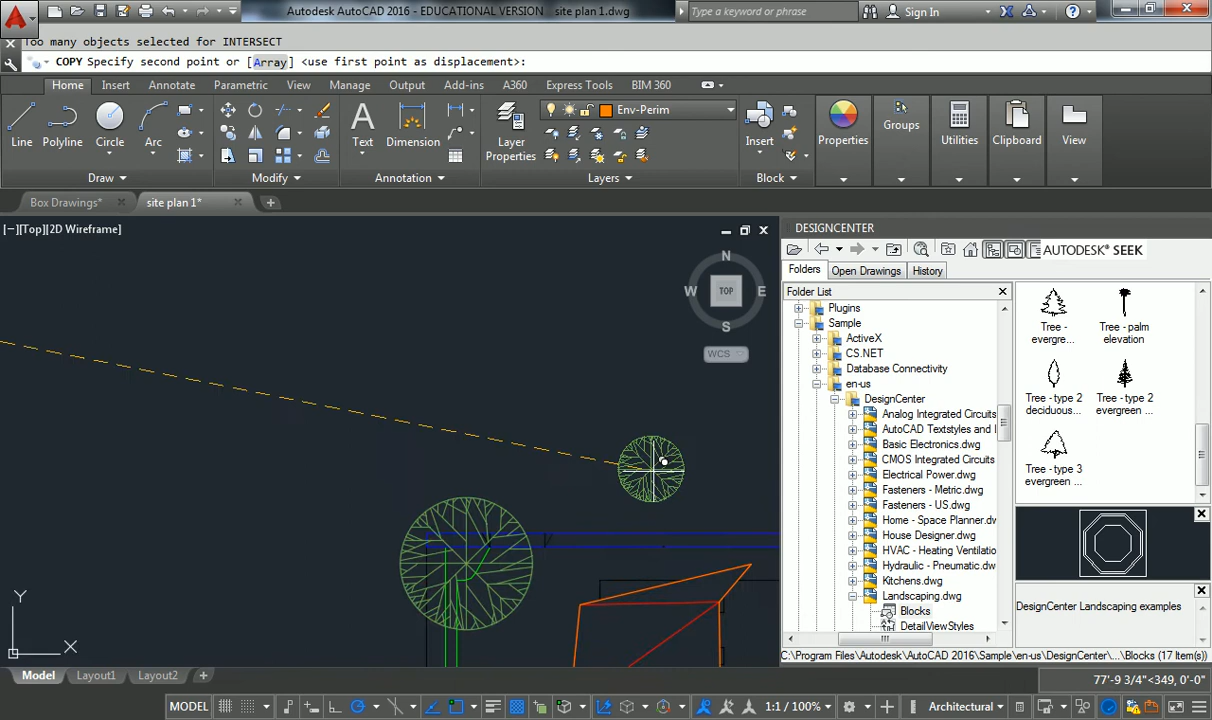 Autodesk AutoCAD 2016 - EDUCATIONAL VERSION site plan 1.dwg
Type a keyword or phrase
Sign In
Too many objects selected for INTERSECT
COPY Specify second point or [Array] <use first point as displacement>:
Home Insert Annotate Parametric View Manage Output Add-ins A360 Express Tools BIM 360
Line Polyline Circle Arc
Text Dimension
Layer Properties
Env-Perim
Insert
Properties Groups Utilities Clipboard View
Draw Modify Annotation Layers Block
Box Drawings* site plan 1*
[−][Top][2D Wireframe]
N
W TOP E
S
WCS
DESIGNCENTER
AUTODESK® SEEK
Folders Open Drawings History
Folder List
Plugins
Sample
ActiveX
CS.NET
Database Connectivity
en-us
DesignCenter
Analog Integrated Circuits
AutoCAD Textstyles and
Basic Electronics.dwg
CMOS Integrated Circuits
Electrical Power.dwg
Fasteners - Metric.dwg
Fasteners - US.dwg
Home - Space Planner.dw
House Designer.dwg
HVAC - Heating Ventilation
Hydraulic - Pneumatic.dw
Kitchens.dwg
Landscaping.dwg
Blocks
DetailViewStyles
Tree - evergre...
Tree - palm elevation
Tree - type 2 deciduous...
Tree - type 2 evergreen ...
Tree - type 3 evergreen ...
DesignCenter Landscaping examples
C:\Program Files\Autodesk\AutoCAD 2016\Sample\en-us\DesignCenter\...\Blocks (17 Item(s))
Y
X
Model Layout1 Layout2
77'-9 3/4"<349, 0'-0"
MODEL
1:1 / 100%
Architectural